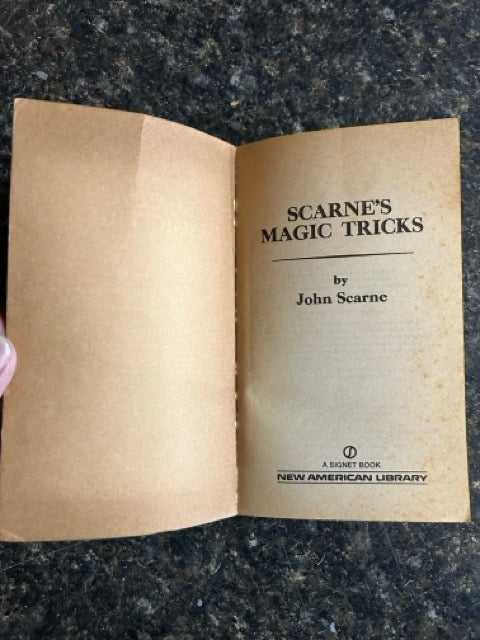 SCARNE'S
MAGIC TRICKS
by
John Scarne
A SIGNET BOOK
NEW AMERICAN LIBRARY